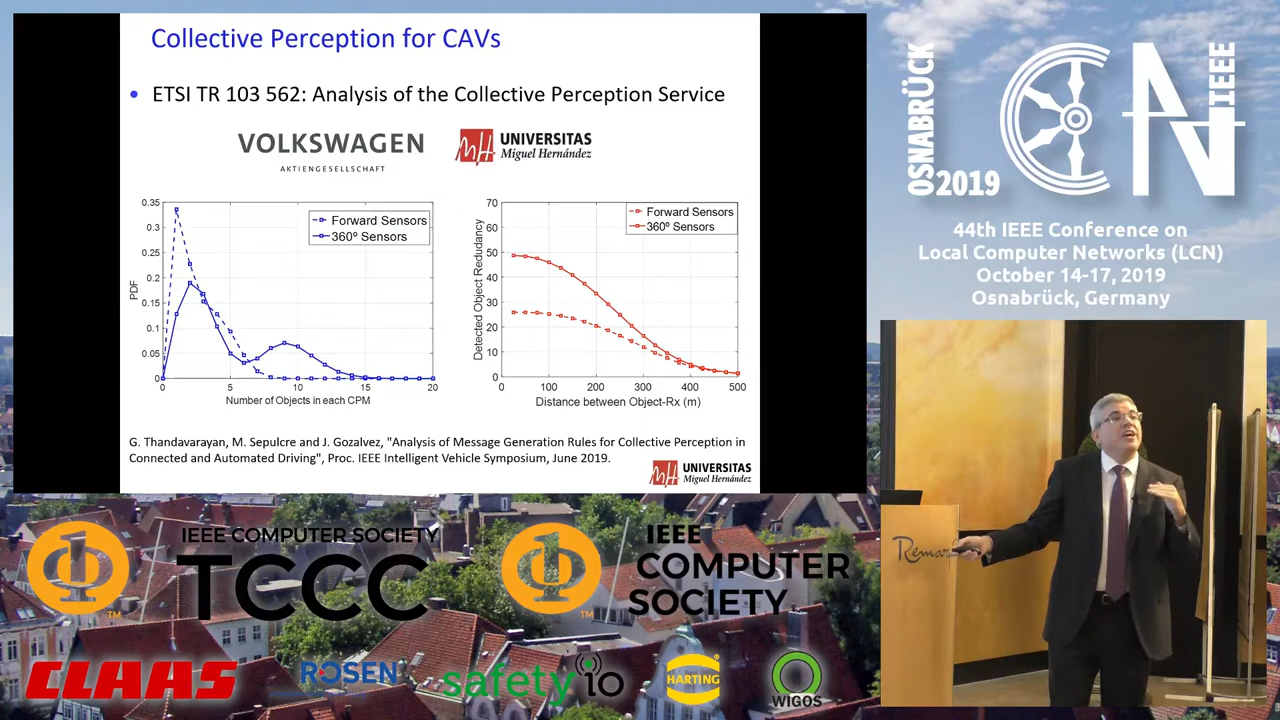 Collective Perception for CAVs
• ETSI TR 103 562: Analysis of the Collective Perception Service
VOLKSWAGEN
AKTIENGESELLSCHAFT
MH UNIVERSITAS
Miguel Hernández
0.35
0.3
0.25
0.2
0.15
0.1
0.05
0
PDF
Forward Sensors
360º Sensors
0 5 10 15 20
Number of Objects in each CPM
70
60
50
40
30
20
10
0
Detected Object Redudancy
Forward Sensors
360º Sensors
0 100 200 300 400 500
Distance between Object-Rx (m)
G. Thandavarayan, M. Sepulcre and J. Gozalvez, "Analysis of Message Generation Rules for Collective Perception in
Connected and Automated Driving", Proc. IEEE Intelligent Vehicle Symposium, June 2019.
MH UNIVERSITAS
Miguel Hernández
OSNABRÜCK
2019
LCN
IEEE
44th IEEE Conference on
Local Computer Networks (LCN)
October 14-17, 2019
Osnabrück, Germany
IEEE COMPUTER SOCIETY
TCCC
TM
IEEE
COMPUTER
SOCIETY
TM
CLAAS
ROSEN
safety io
HARTING
WIGOS